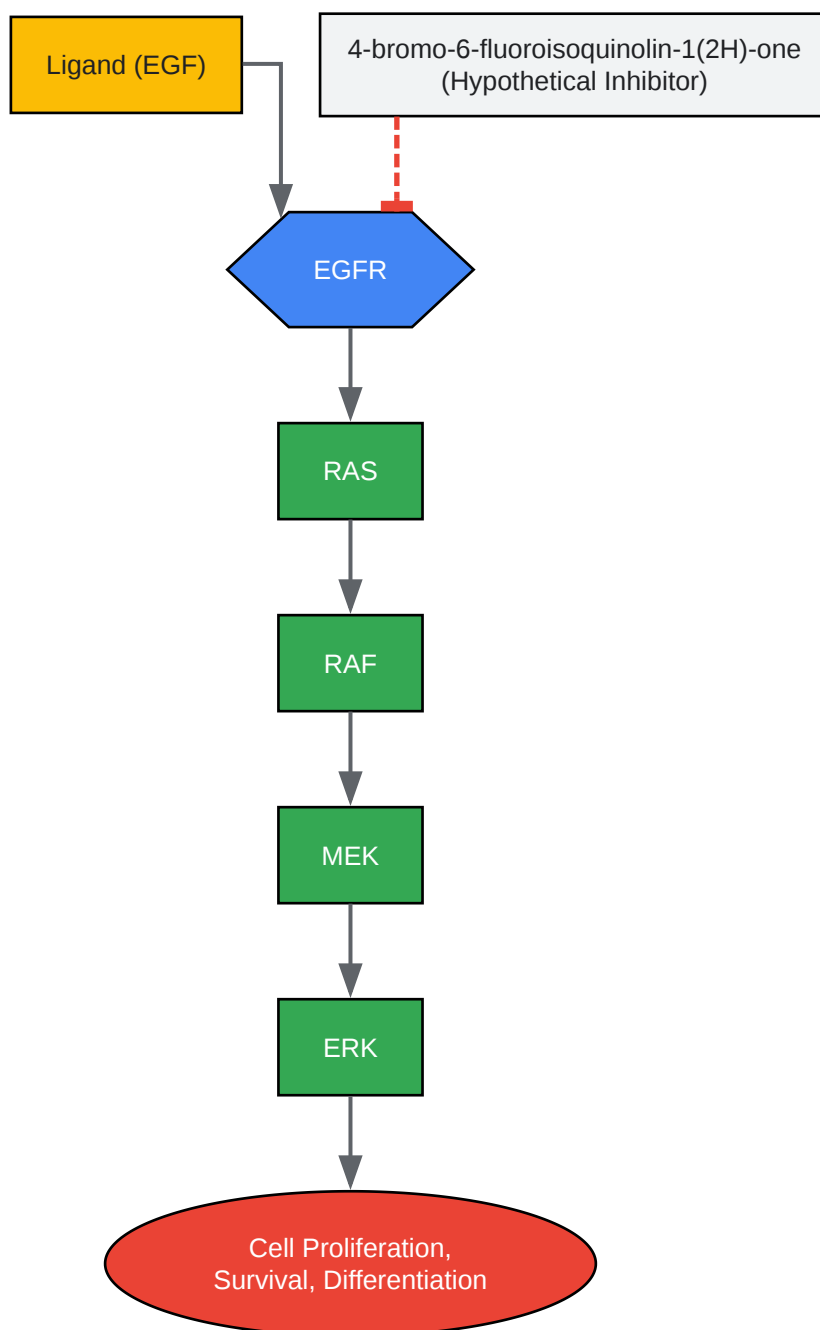 Ligand (EGF)
4-bromo-6-fluoroisoquinolin-1(2H)-one
(Hypothetical Inhibitor)
EGFR
RAS
RAF
MEK
ERK
Cell Proliferation,
Survival, Differentiation